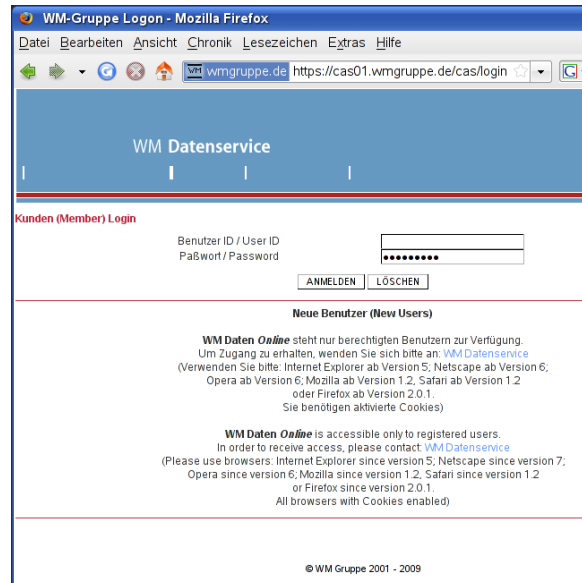 WM-Gruppe Logon - Mozilla Firefox
Datei Bearbeiten Ansicht Chronik Lesezeichen Extras Hilfe
WM wmgruppe.de https://cas01.wmgruppe.de/cas/login G
WM Datenservice
Kunden (Member) Login
Benutzer ID / User ID
Paßwort / Password
ANMELDEN LÖSCHEN
Neue Benutzer (New Users)
WM Daten Online steht nur berechtigten Benutzern zur Verfügung.
Um Zugang zu erhalten, wenden Sie sich bitte an: WM Datenservice
(Verwenden Sie bitte: Internet Explorer ab Version 5; Netscape ab Version 6;
Opera ab Version 6; Mozilla ab Version 1.2, Safari ab Version 1.2
oder Firefox ab Version 2.0.1.
Sie benötigen aktivierte Cookies)
WM Daten Online is accessible only to registered users.
In order to receive access, please contact: WM Datenservice
(Please use browsers: Internet Explorer since version 5; Netscape since version 7;
Opera since version 6; Mozilla since version 1.2, Safari since version 1.2
or Firefox since version 2.0.1.
All browsers with Cookies enabled)
© WM Gruppe 2001 - 2009